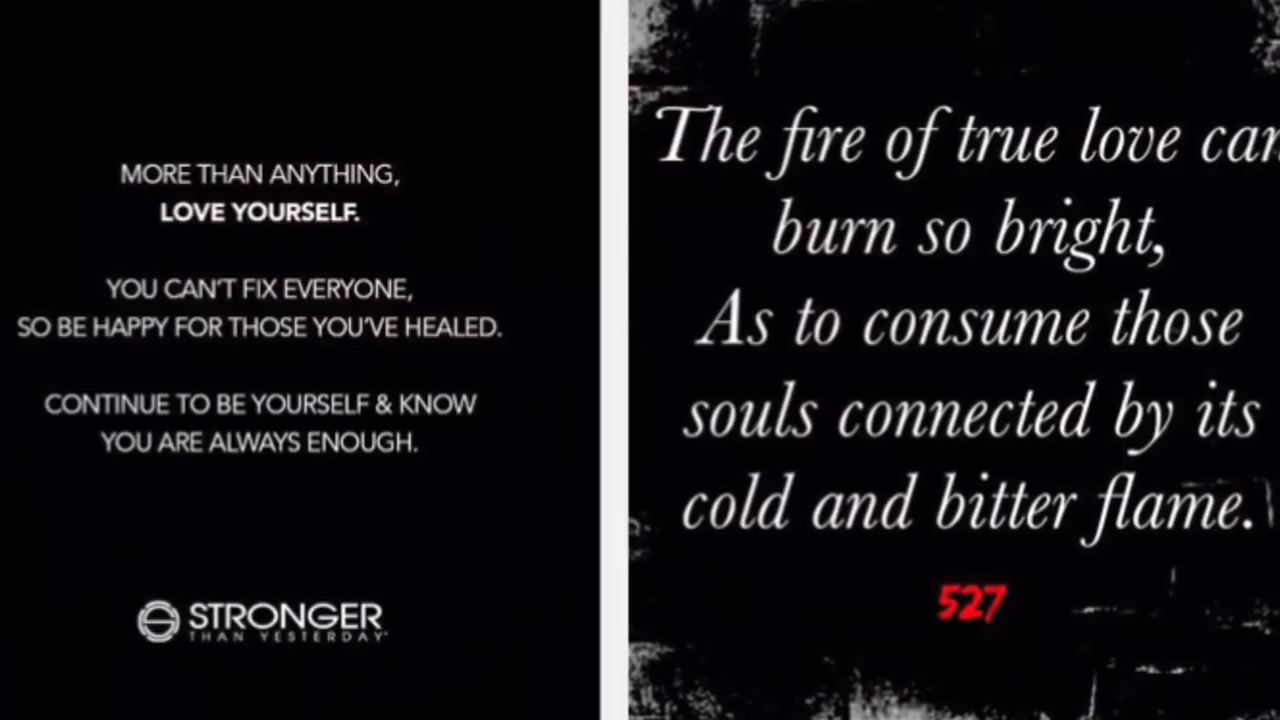 MORE THAN ANYTHING,
LOVE YOURSELF.
YOU CAN'T FIX EVERYONE,
SO BE HAPPY FOR THOSE YOU'VE HEALED.
CONTINUE TO BE YOURSELF & KNOW
YOU ARE ALWAYS ENOUGH.
STRONGER
THAN YESTERDAY
The fire of true love can
burn so bright,
As to consume those
souls connected by its
cold and bitter flame.
527